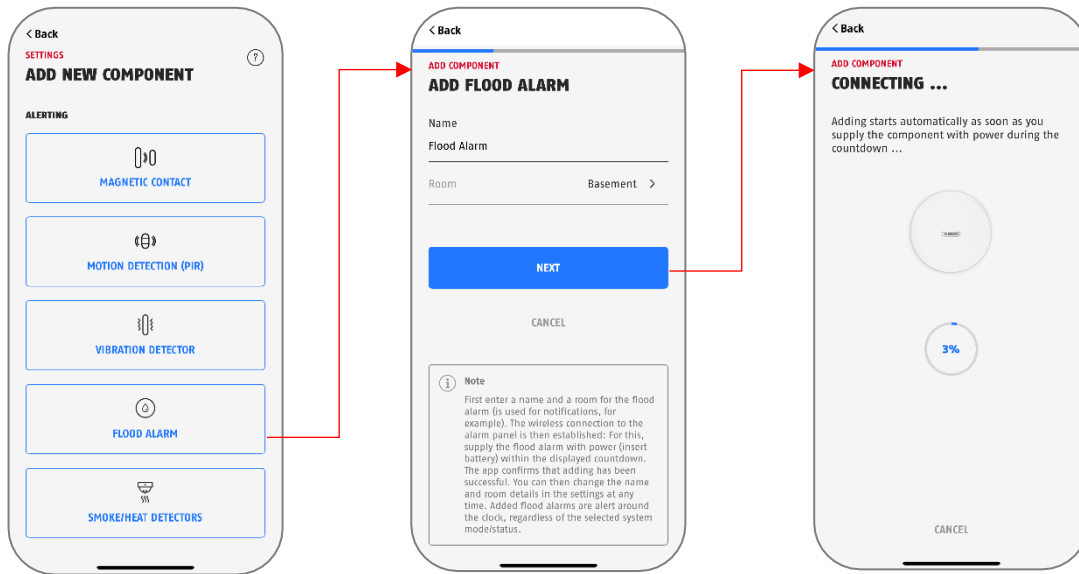 < Back
SETTINGS
?
ADD NEW COMPONENT
ALERTING
MAGNETIC CONTACT
MOTION DETECTION (PIR)
VIBRATION DETECTOR
FLOOD ALARM
SMOKE/HEAT DETECTORS
< Back
ADD COMPONENT
ADD FLOOD ALARM
Name
Flood Alarm
Room Basement >
NEXT
CANCEL
i Note
First enter a name and a room for the flood
alarm (is used for notifications, for
example). The wireless connection to the
alarm panel is then established: For this,
supply the flood alarm with power (insert
battery) within the displayed countdown.
The app confirms that adding has been
successful. You can then change the name
and room details in the settings at any
time. Added flood alarms are alert around
the clock, regardless of the selected system
mode/status.
< Back
ADD COMPONENT
CONNECTING ...
Adding starts automatically as soon as you
supply the component with power during the
countdown ...
3%
CANCEL